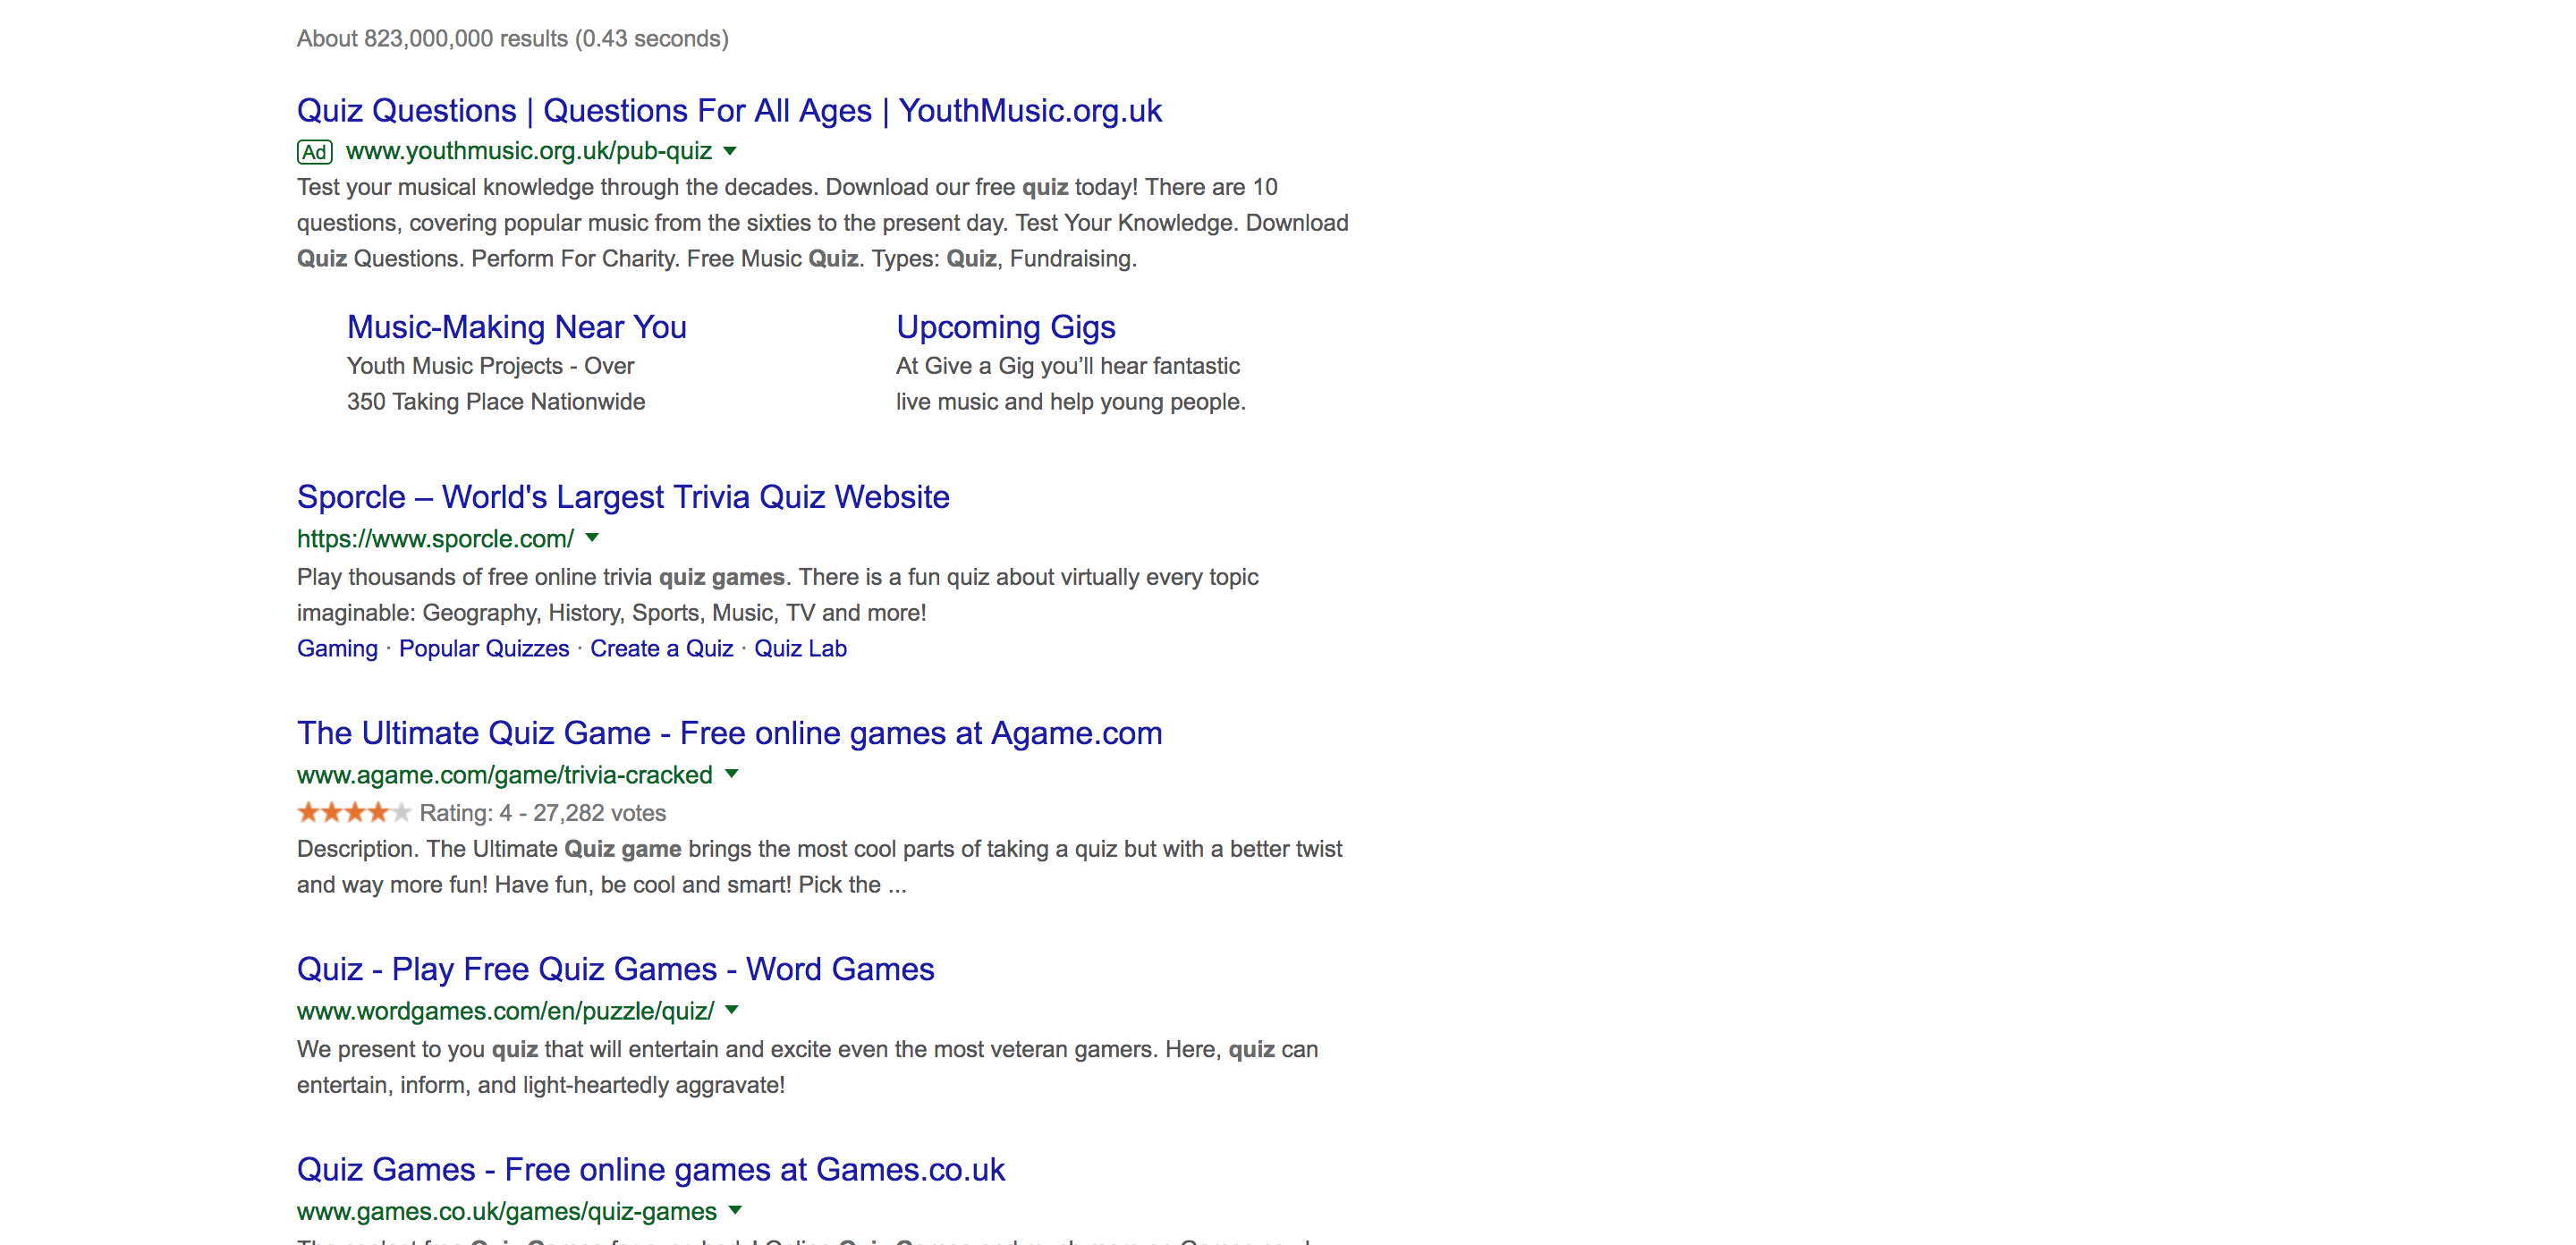 About 823,000,000 results (0.43 seconds)
Quiz Questions | Questions For All Ages | YouthMusic.org.uk
Ad www.youthmusic.org.uk/pub-quiz
Test your musical knowledge through the decades. Download our free quiz today! There are 10
questions, covering popular music from the sixties to the present day. Test Your Knowledge. Download
Quiz Questions. Perform For Charity. Free Music Quiz. Types: Quiz, Fundraising.
Music-Making Near You
Youth Music Projects - Over
350 Taking Place Nationwide
Upcoming Gigs
At Give a Gig you’ll hear fantastic
live music and help young people.
Sporcle – World's Largest Trivia Quiz Website
https://www.sporcle.com/
Play thousands of free online trivia quiz games. There is a fun quiz about virtually every topic
imaginable: Geography, History, Sports, Music, TV and more!
Gaming · Popular Quizzes · Create a Quiz · Quiz Lab
The Ultimate Quiz Game - Free online games at Agame.com
www.agame.com/game/trivia-cracked
Rating: 4 - 27,282 votes
Description. The Ultimate Quiz game brings the most cool parts of taking a quiz but with a better twist
and way more fun! Have fun, be cool and smart! Pick the ...
Quiz - Play Free Quiz Games - Word Games
www.wordgames.com/en/puzzle/quiz/
We present to you quiz that will entertain and excite even the most veteran gamers. Here, quiz can
entertain, inform, and light-heartedly aggravate!
Quiz Games - Free online games at Games.co.uk
www.games.co.uk/games/quiz-games